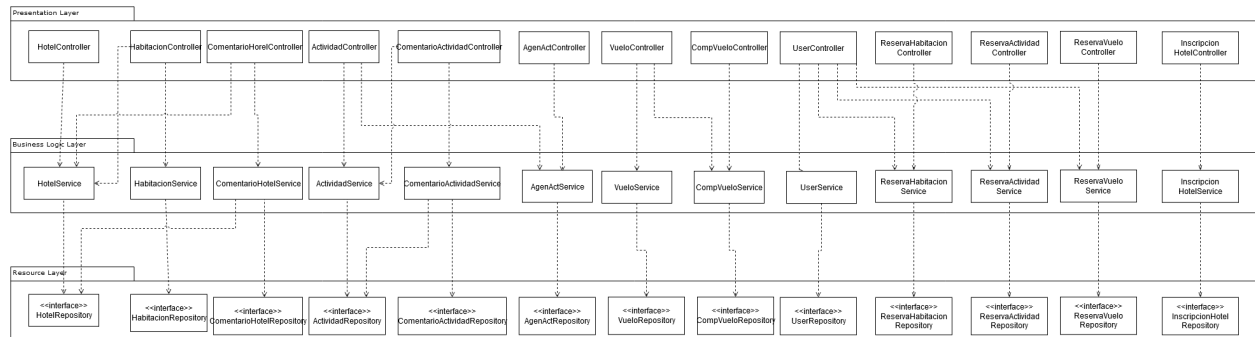 Presentation Layer
HotelController
HabitacionController
ComentarioHorelController
ActividadController
ComentarioActividadController
AgenActController
VueloController
CompVueloController
UserController
ReservaHabitacion
Controller
ReservaActividad
Controller
ReservaVuelo
Controller
Inscripcion
HotelController
Business Logic Layer
HotelService
HabitacionService
ComentarioHotelService
ActividadService
ComentarioActividadService
AgenActService
VueloService
CompVueloService
UserService
ReservaHabitacion
Service
ReservaActividad
Service
ReservaVuelo
Service
Inscripcion
HotelService
Resource Layer
<<interface>>
HotelRepository
<<interface>>
HabitacionRepository
<<interface>>
ComentarioHotelRepository
<<interface>>
ActividadRepository
<<interface>>
ComentarioActividadRepository
<<interface>>
AgenActRepository
<<interface>>
VueloRepository
<<interface>>
CompVueloRepository
<<interface>>
UserRepository
<<interface>>
ReservaHabitacion
Repository
<<interface>>
ReservaActividad
Repository
<<interface>>
ReservaVuelo
Repository
<<interface>>
InscripcionHotel
Repository